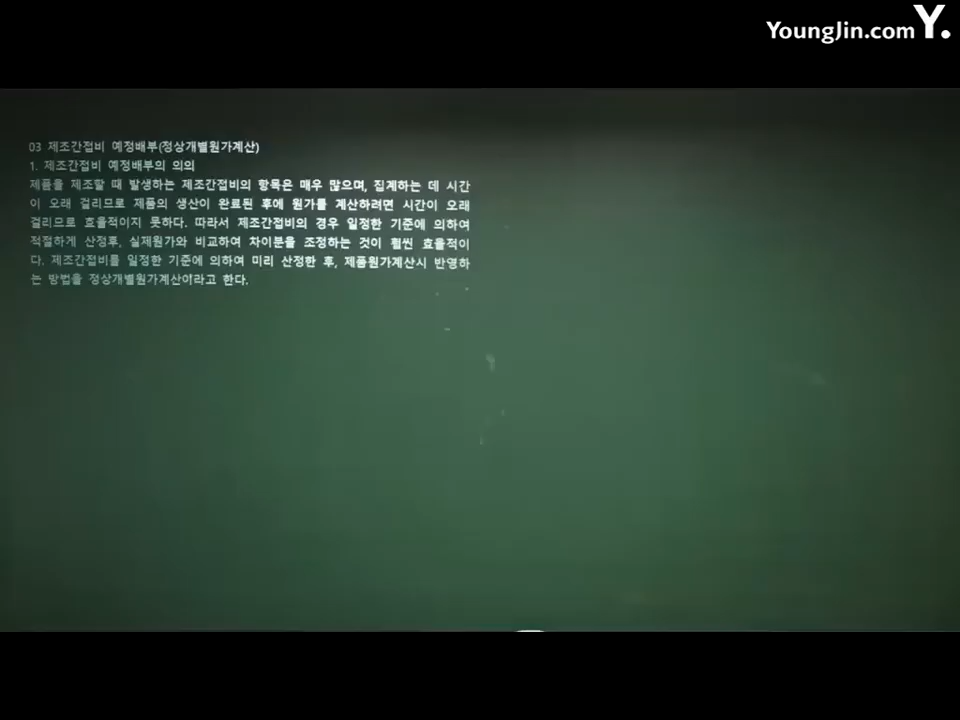 YoungJin.com Y.
03 제조간접비 예정배부(정상개별원가계산)
1. 제조간접비 예정배부의 의의
제품을 제조할 때 발생하는 제조간접비의 항목은 매우 많으며, 집계하는 데 시간
이 오래 걸리므로 제품의 생산이 완료된 후에 원가를 계산하려면 시간이 오래
걸리므로 효율적이지 못하다. 따라서 제조간접비의 경우 일정한 기준에 의하여
적절하게 산정후, 실제원가와 비교하여 차이분을 조정하는 것이 훨씬 효율적이
다. 제조간접비를 일정한 기준에 의하여 미리 산정한 후, 제품원가계산시 반영하
는 방법을 정상개별원가계산이라고 한다.